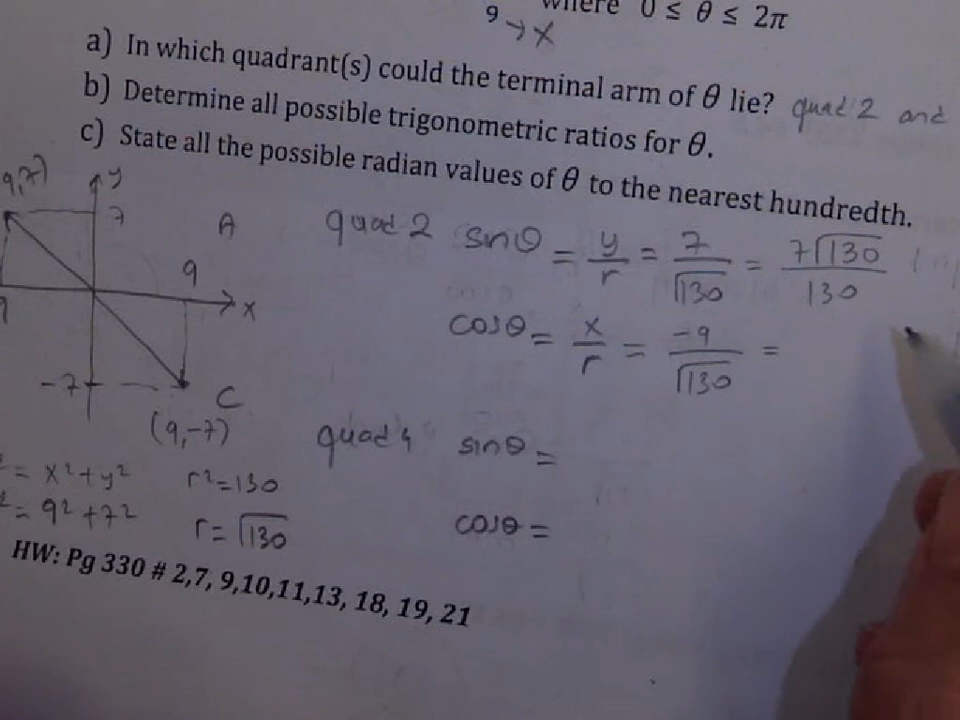 9 → x where 0 ≤ θ ≤ 2π
a) In which quadrant(s) could the terminal arm of θ lie? quad 2 and
b) Determine all possible trigonometric ratios for θ.
c) State all the possible radian values of θ to the nearest hundredth.
9,7) y
7 A
9 x
-7 C
(9,-7)
quad 2 sinθ = y/r = 7/√130 = 7√130/130
cosθ = x/r = -9/√130 =
quad 4 sinθ =
cosθ =
= x²+y² r²=130
= 9²+7² r=√130
HW: Pg 330 # 2,7, 9,10,11,13, 18, 19, 21